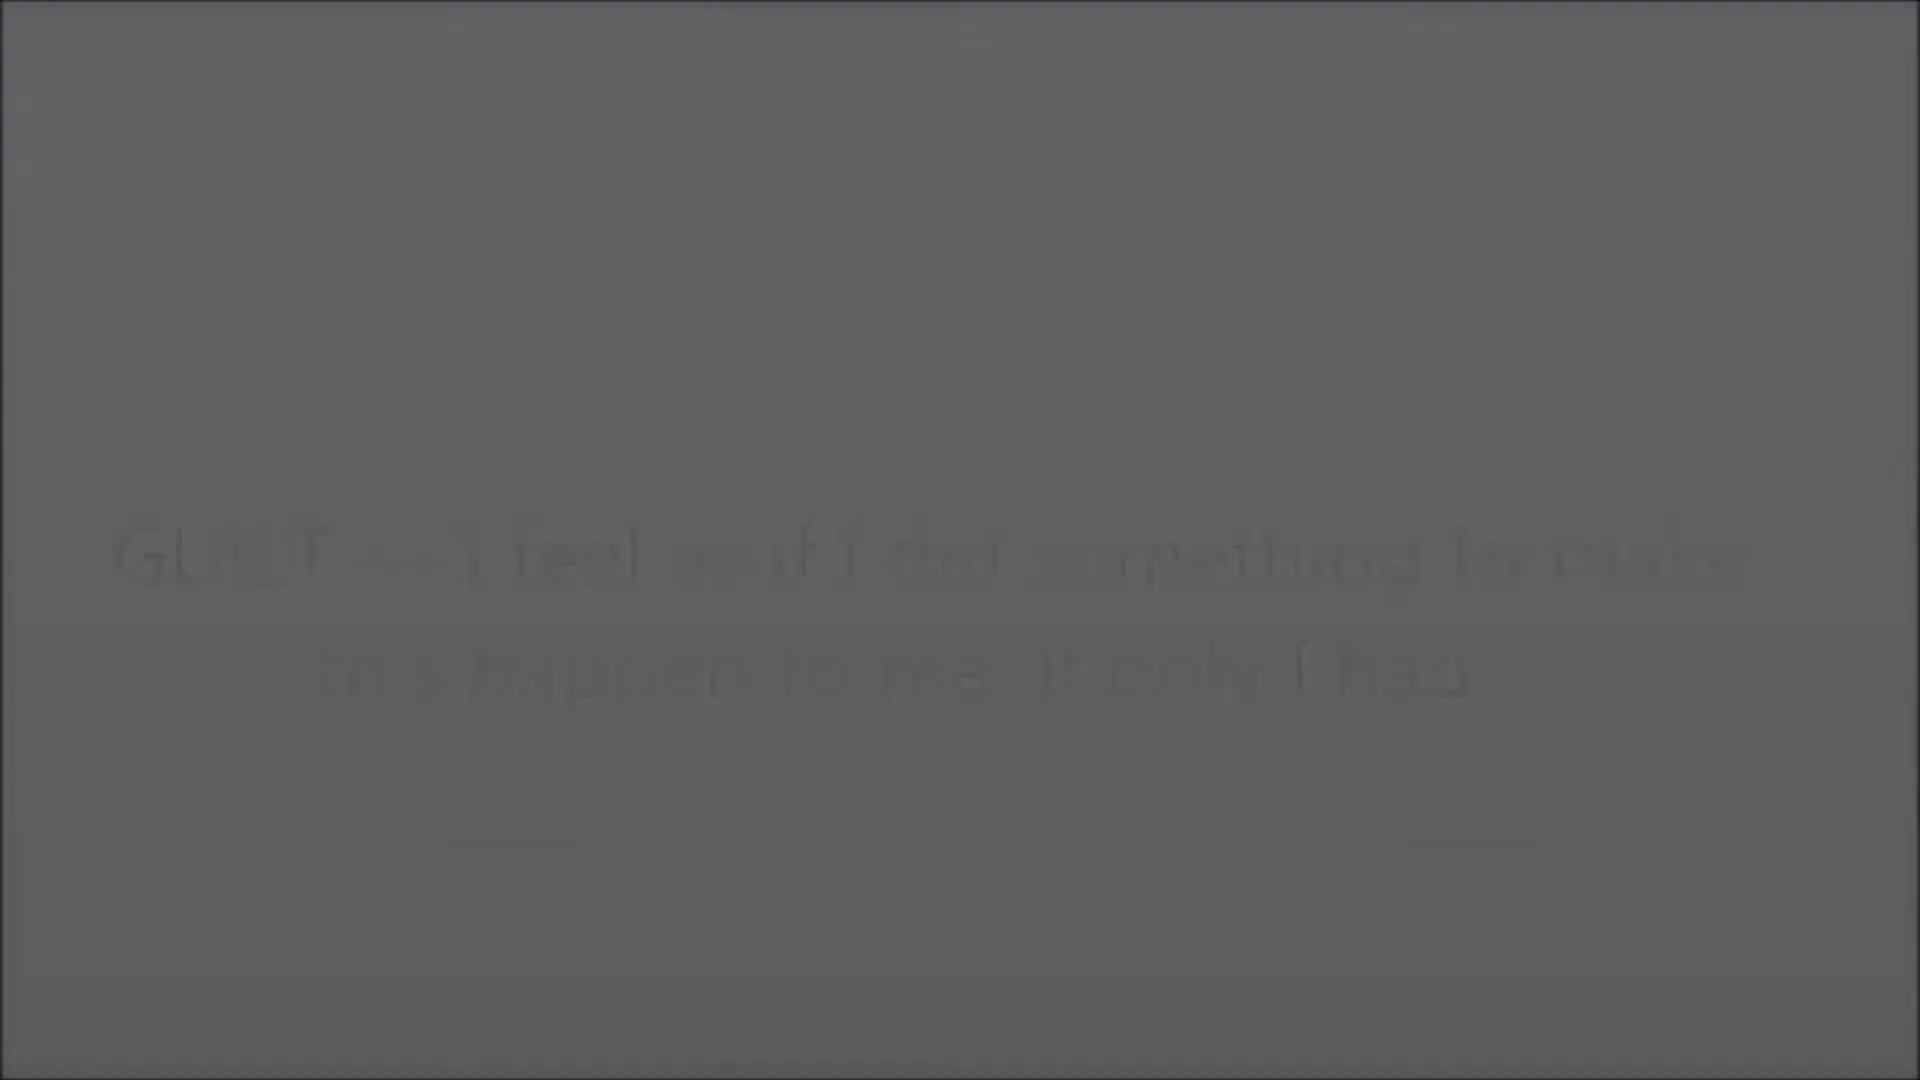 GUILT -- I feel as if I did something to make
this happen to me. If only I had...